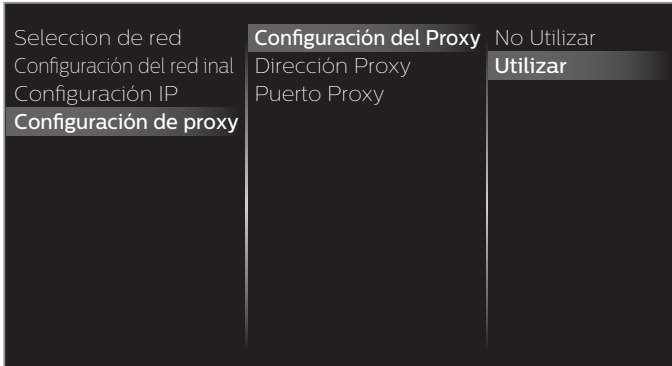 Seleccion de red
Configuración del red inal
Configuración IP
Configuración de proxy
Configuración del Proxy
Dirección Proxy
Puerto Proxy
No Utilizar
Utilizar